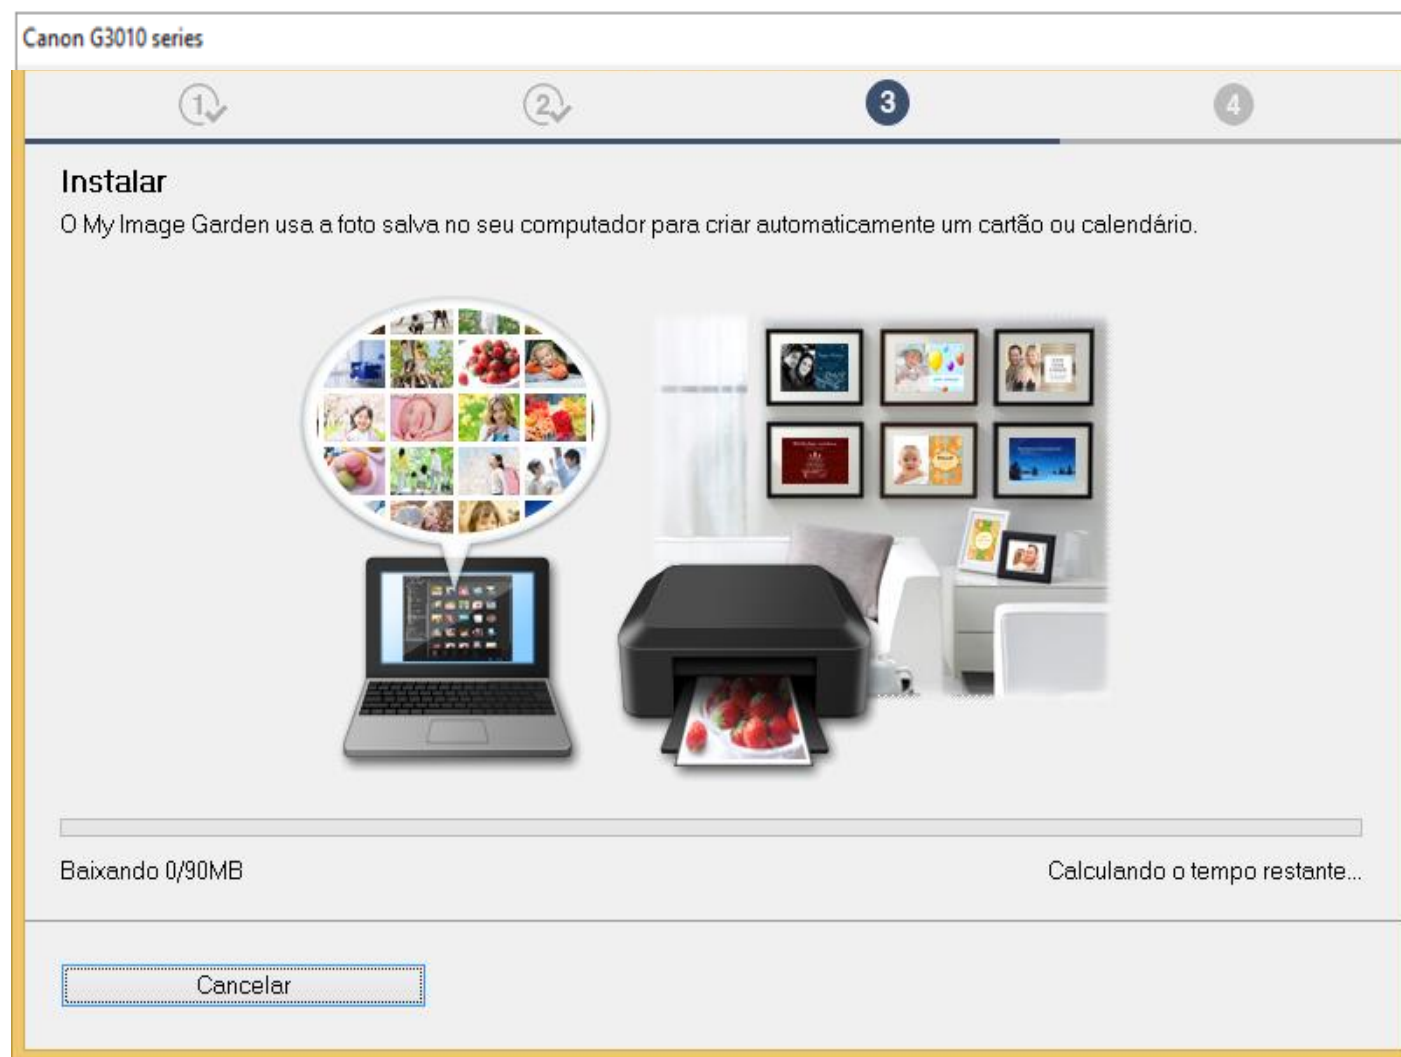 Canon G3010 series
1 2 3 4
Instalar
O My Image Garden usa a foto salva no seu computador para criar automaticamente um cartão ou calendário.
Baixando 0/90MB
Calculando o tempo restante...
Cancelar